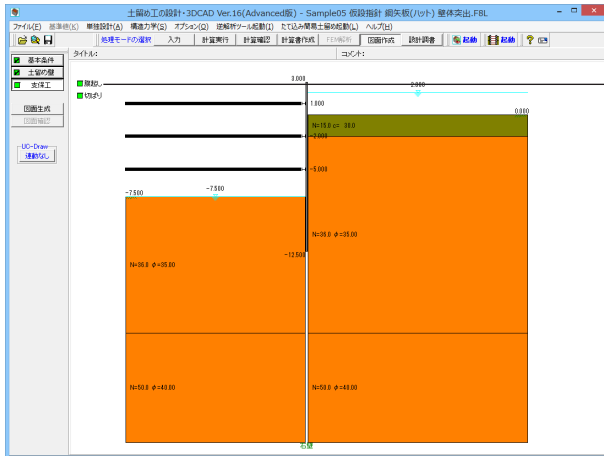 土留め工の設計・3DCAD Ver.16(Advanced版) - Sample05 仮設指針 鋼矢板(ハット) 壁体突出.F8L
ファイル(F) 基準値(K) 単独設計(A) 構造力学(S) オプション(O) 逆解析ツール起動(I) たて込み簡易土留め起動(L) ヘルプ(H)
処理モードの選択 入力 計算実行 計算確認 計算書作成 FEM解析 図面作成 設計調書 起動 起動
基本条件
土留め壁
支保工
図面生成
図面確認
UC-Draw
連動なし
タイトル: コメント:
腹起し
切ばり
3.000
2.000
1.000
0.000
N=15.0 c= 30.0
-2.000
-5.000
-7.500
-7.500
N=35.0 φ=35.00
-12.500
N=35.0 φ=35.00
N=50.0 φ=40.00
N=50.0 φ=40.00
右壁